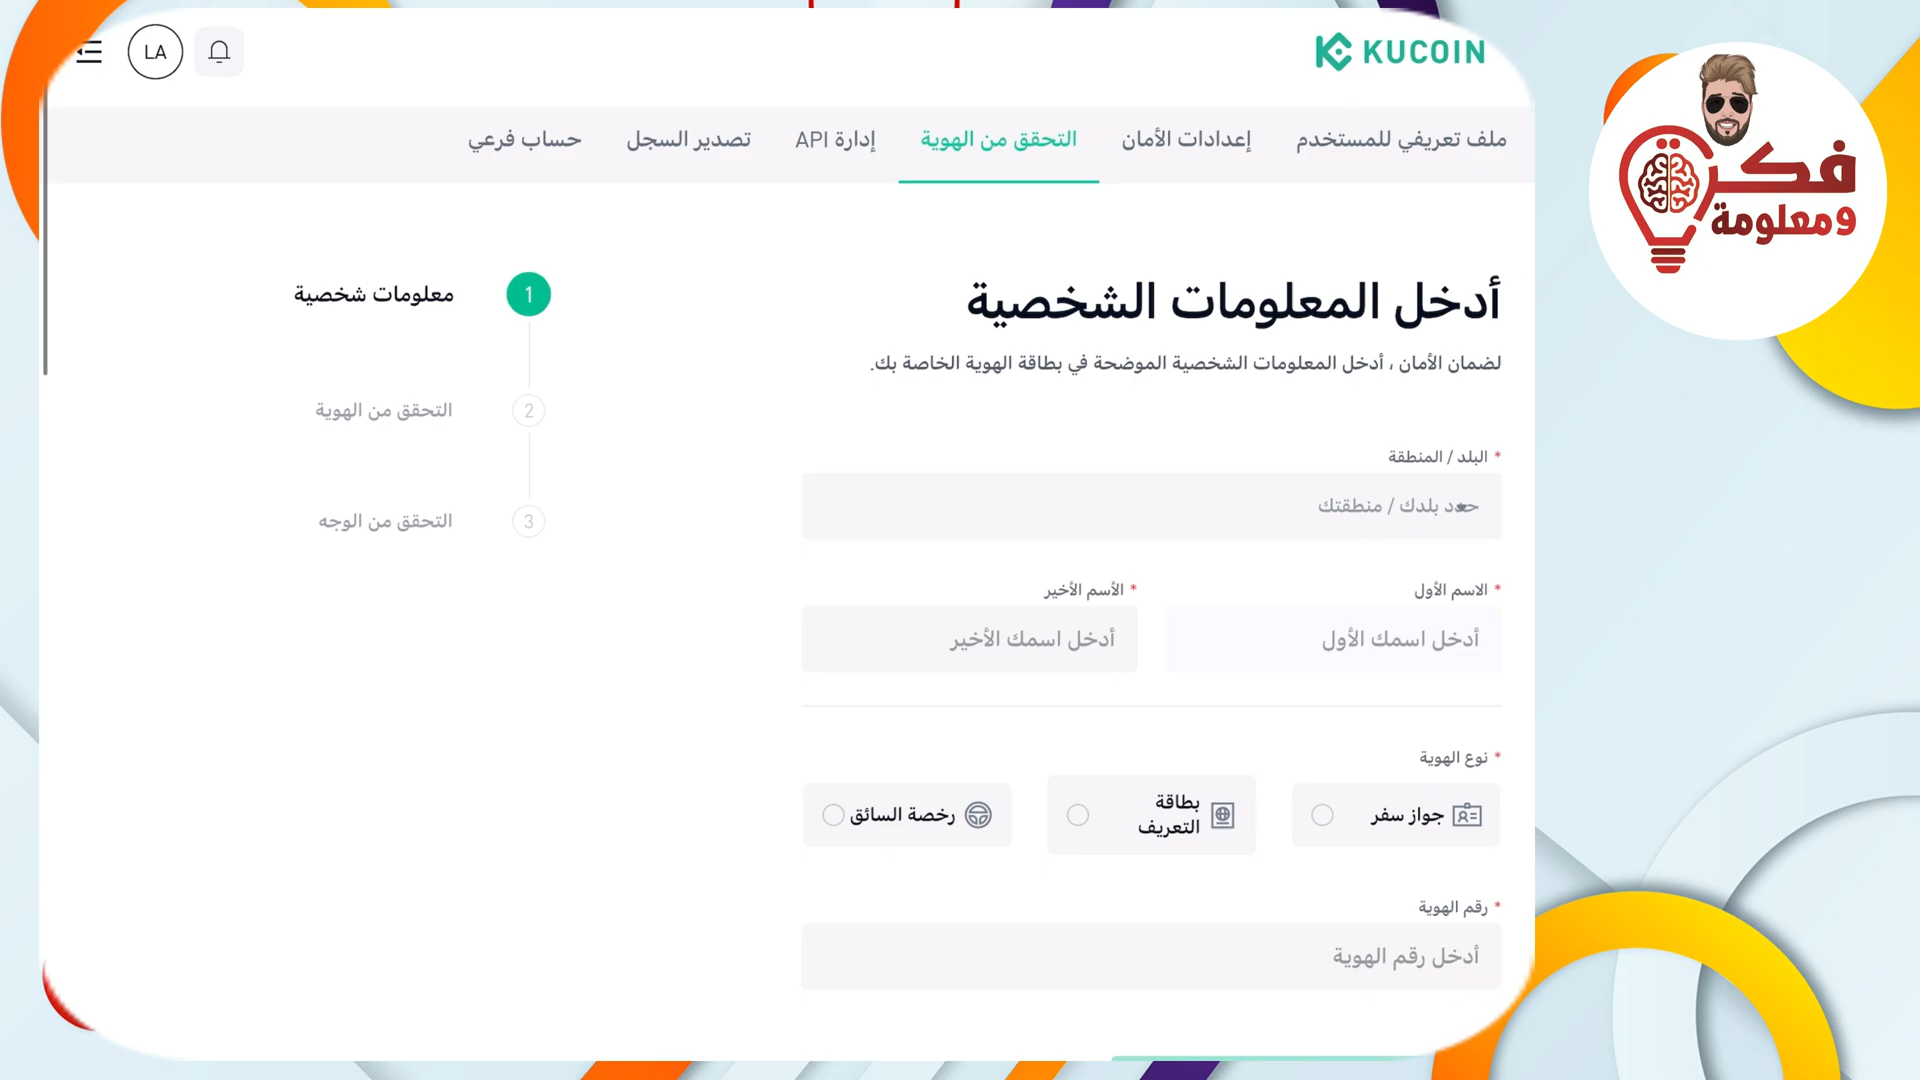 LA
KUCOIN
ملف تعريفي للمستخدم
إعدادات الأمان
التحقق من الهوية
إدارة API
تصدير السجل
حساب فرعي
أدخل المعلومات الشخصية
لضمان الأمان ، أدخل المعلومات الشخصية الموضحة في بطاقة الهوية الخاصة بك.
1 معلومات شخصية
2 التحقق من الهوية
3 التحقق من الوجه
* البلد / المنطقة
حدد بلدك / منطقتك
* الاسم الأول
أدخل اسمك الأول
* الأسم الأخير
أدخل اسمك الأخير
* نوع الهوية
جواز سفر
بطاقة
التعريف
رخصة السائق
* رقم الهوية
أدخل رقم الهوية
فكرة
ومعلومة